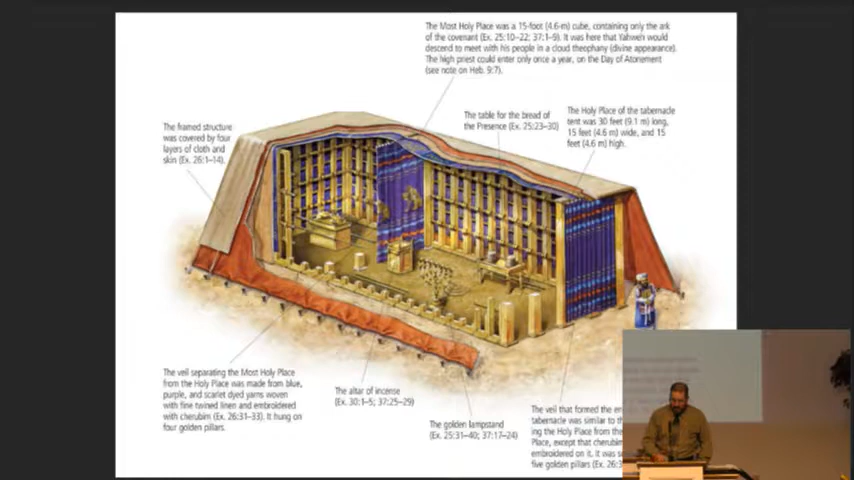 The Most Holy Place was a 15-foot (4.6-m) cube, containing only the ark
of the covenant (Ex. 25:10–22; 37:1–9). It was here that Yahweh would
descend to meet with his people in a cloud theophany (divine appearance).
The high priest could enter only once a year, on the Day of Atonement
(see note on Heb. 9:7).
The framed structure
was covered by four
layers of cloth and
skin (Ex. 26:1–14).
The table for the bread of
the Presence (Ex. 25:23–30)
The Holy Place of the tabernacle
tent was 30 feet (9.1 m) long,
15 feet (4.6 m) wide, and 15
feet (4.6 m) high.
The veil separating the Most Holy Place
from the Holy Place was made from blue,
purple, and scarlet dyed yarns woven
with fine twined linen and embroidered
with cherubim (Ex. 26:31–33). It hung on
four golden pillars.
The altar of incense
(Ex. 30:1–5; 37:25–29)
The golden lampstand
(Ex. 25:31–40; 37:17–24)
The veil that formed the
tabernacle was similar to
ing the Holy Place from the
Place, except that cherubim
embroidered on it. It was
five golden pillars (Ex. 26: